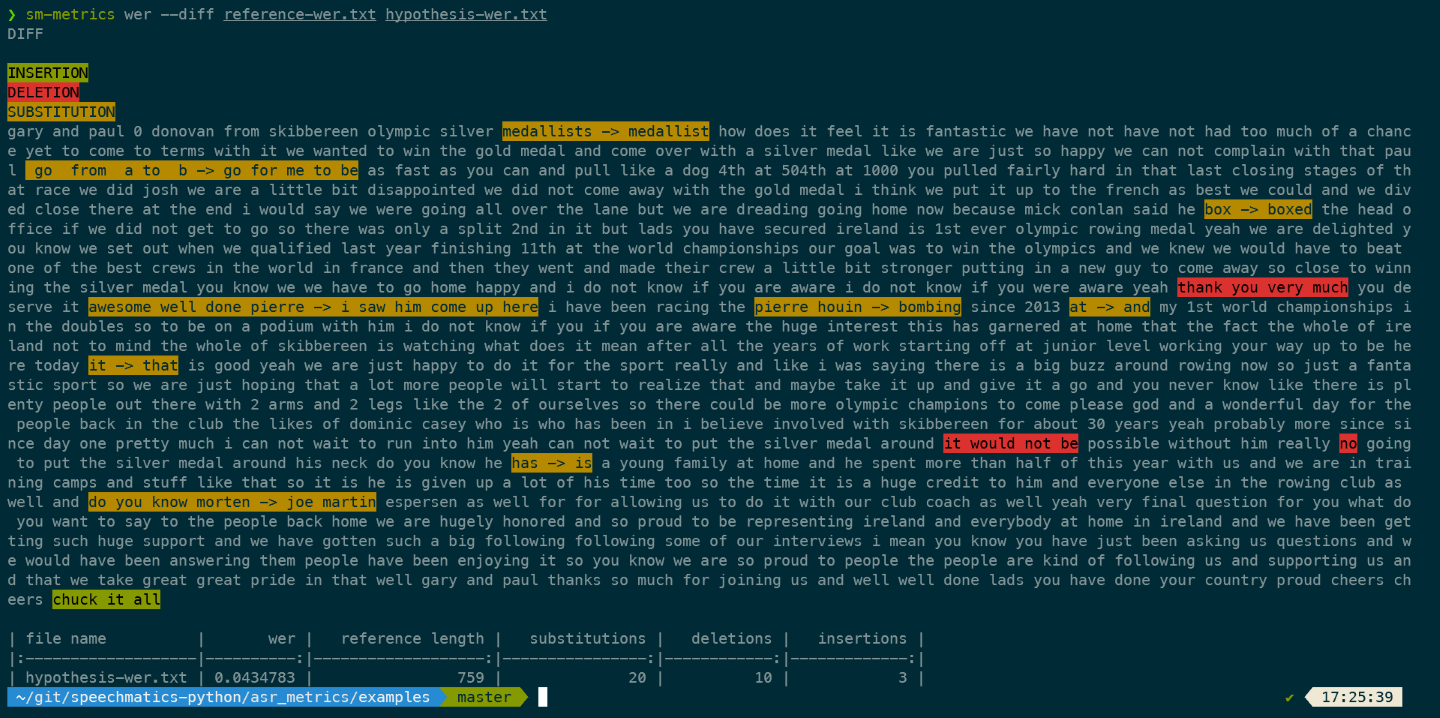 ❯ sm-metrics wer --diff reference-wer.txt hypothesis-wer.txt
DIFF
INSERTION
DELETION
SUBSTITUTION
gary and paul 0 donovan from skibbereen olympic silver medallists -> medallist how does it feel it is fantastic we have not have not had too much of a chanc
e yet to come to terms with it we wanted to win the gold medal and come over with a silver medal like we are just so happy we can not complain with that pau
l  go  from  a to  b -> go for me to be as fast as you can and pull like a dog 4th at 504th at 1000 you pulled fairly hard in that last closing stages of th
at race we did josh we are a little bit disappointed we did not come away with the gold medal i think we put it up to the french as best we could and we div
ed close there at the end i would say we were going all over the lane but we are dreading going home now because mick conlan said he box -> boxed the head o
ffice if we did not get to go so there was only a split 2nd in it but lads you have secured ireland is 1st ever olympic rowing medal yeah we are delighted y
ou know we set out when we qualified last year finishing 11th at the world championships our goal was to win the olympics and we knew we would have to beat
one of the best crews in the world in france and then they went and made their crew a little bit stronger putting in a new guy to come away so close to winn
ing the silver medal you know we we have to go home happy and i do not know if you are aware i do not know if you were aware yeah thank you very much you de
serve it awesome well done pierre -> i saw him come up here i have been racing the pierre houin -> bombing since 2013 at -> and my 1st world championships i
n the doubles so to be on a podium with him i do not know if you if you are aware the huge interest this has garnered at home that the fact the whole of ire
land not to mind the whole of skibbereen is watching what does it mean after all the years of work starting off at junior level working your way up to be he
re today it -> that is good yeah we are just happy to do it for the sport really and like i was saying there is a big buzz around rowing now so just a fanta
stic sport so we are just hoping that a lot more people will start to realize that and maybe take it up and give it a go and you never know like there is pl
enty people out there with 2 arms and 2 legs like the 2 of ourselves so there could be more olympic champions to come please god and a wonderful day for the
people back in the club the likes of dominic casey who is who has been in i believe involved with skibbereen for about 30 years yeah probably more since si
nce day one pretty much i can not wait to run into him yeah can not wait to put the silver medal around it would not be possible without him really no going
to put the silver medal around his neck do you know he has -> is a young family at home and he spent more than half of this year with us and we are in trai
ning camps and stuff like that so it is he is given up a lot of his time too so the time it is a huge credit to him and everyone else in the rowing club as
well and do you know morten -> joe martin espersen as well for for allowing us to do it with our club coach as well yeah very final question for you what do
you want to say to the people back home we are hugely honored and so proud to be representing ireland and everybody at home in ireland and we have been get
ting such huge support and we have gotten such a big following following some of our interviews i mean you know you have just been asking us questions and w
e would have been answering them people have been enjoying it so you know we are so proud to people the people are kind of following us and supporting us an
d that we take great great pride in that well gary and paul thanks so much for joining us and well well done lads you have done your country proud cheers ch
eers chuck it all
| file name | wer | reference length | substitutions | deletions | insertions |
|:-------------------|----------:|-------------------:|----------------:|------------:|-------------:|
| hypothesis-wer.txt | 0.0434783 | 759 | 20 | 10 | 3 |
~/git/speechmatics-python/asr_metrics/examples master ✔ 17:25:39